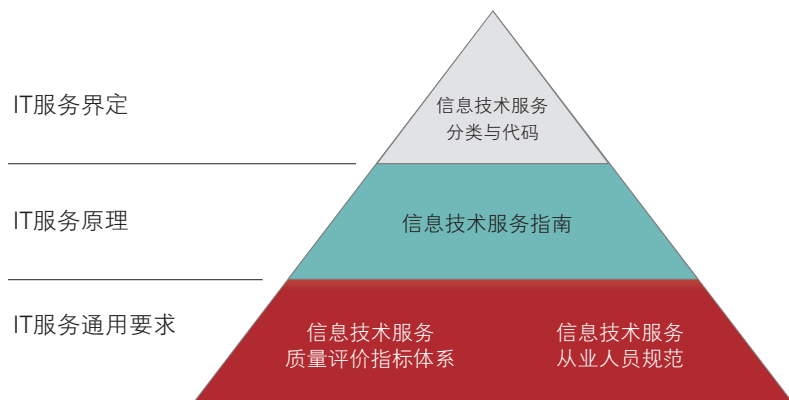 IT服务界定
信息技术服务
分类与代码
IT服务原理
信息技术服务指南
IT服务通用要求
信息技术服务
质量评价指标体系
信息技术服务
从业人员规范